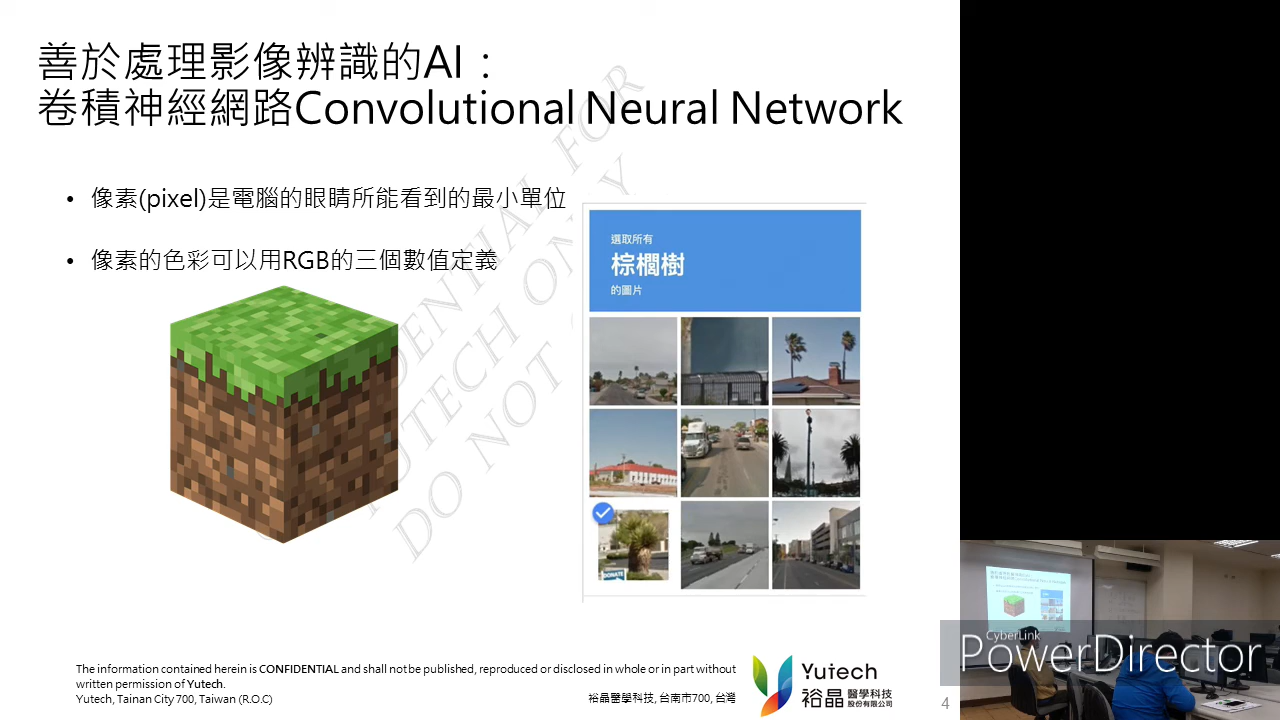 善於處理影像辨識的AI：
卷積神經網路Convolutional Neural Network
• 像素(pixel)是電腦的眼睛所能看到的最小單位
• 像素的色彩可以用RGB的三個數值定義
選取所有
棕櫚樹
的圖片
DONATE
The information contained herein is CONFIDENTIAL and shall not be published, reproduced or disclosed in whole or in part without
written permission of Yutech.
Yutech, Tainan City 700, Taiwan (R.O.C)
裕晶醫學科技, 台南市700, 台灣
Yutech
裕晶 醫學科技
股份有限公司
4
CyberLink
PowerDirector